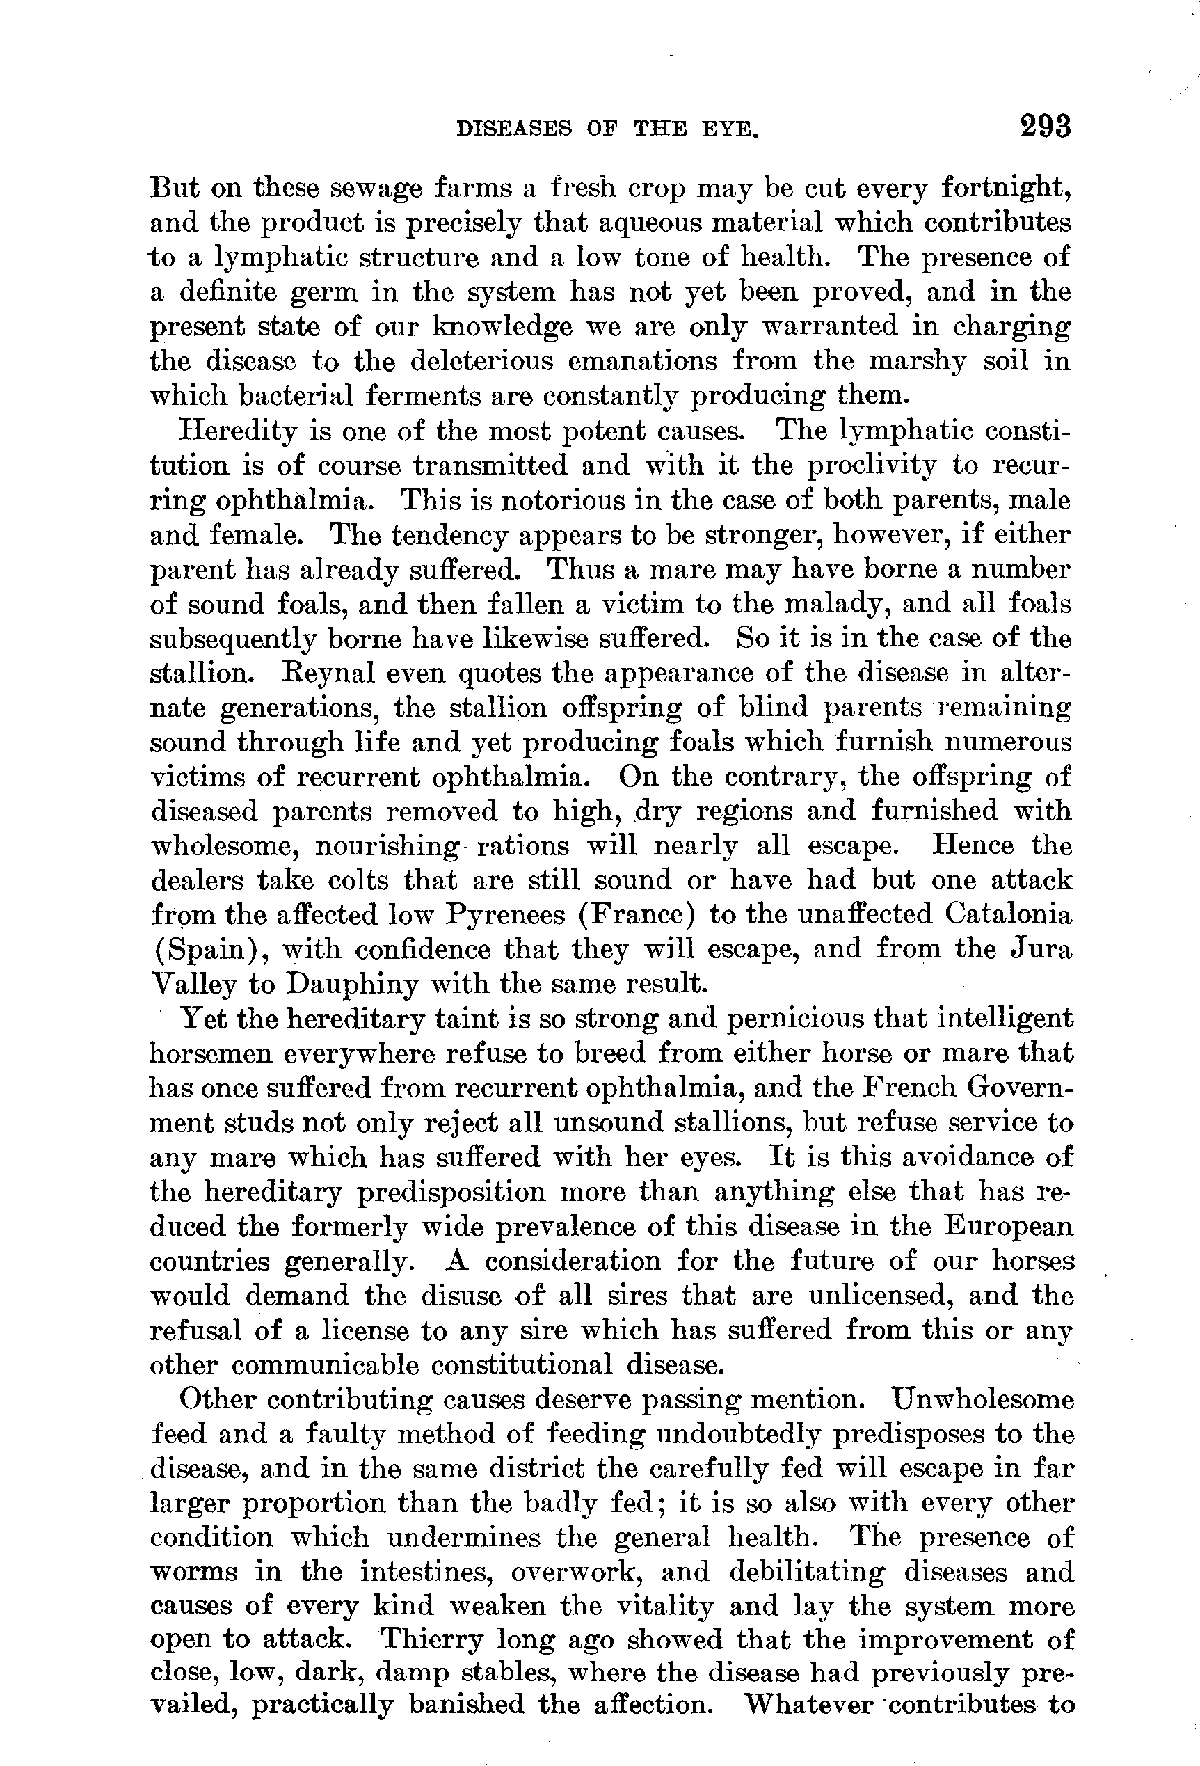 DISEASES OF THE EYE. 293
But on these sewage farms a fresh crop may be cut every fortnight,
and the product is precisely that aqueous material which contributes
to a lymphatic structure and a low tone of health. The presence of
a definite germ in the system has not yet been proved, and in the
present state of our knowledge we are only warranted in charging
the disease to the deleterious emanations from the marshy soil in
which bacterial ferments are constantly producing them.
Heredity is one of the most potent causes. The lymphatic consti-
tution is of course transmitted and with it the proclivity to recur-
ring ophthalmia. This is notorious in the case of both parents, male
and female. The tendency appears to be stronger, however, if either
parent has already suffered. Thus a mare may have borne a number
of sound foals, and then fallen a victim to the malady, and all foals
subsequently borne have likewise suffered. So it is in the case of the
stallion. Reynal even quotes the appearance of the disease in alter-
nate generations, the stallion offspring of blind parents remaining
sound through life and yet producing foals which furnish numerous
victims of recurrent ophthalmia. On the contrary, the offspring of
diseased parents removed to high, dry regions and furnished with
wholesome, nourishing rations will nearly all escape. Hence the
dealers take colts that are still sound or have had but one attack
from the affected low Pyrenees (France) to the unaffected Catalonia
(Spain), with confidence that they will escape, and from the Jura
Valley to Dauphiny with the same result.
Yet the hereditary taint is so strong and pernicious that intelligent
horsemen everywhere refuse to breed from either horse or mare that
has once suffered from recurrent ophthalmia, and the French Govern-
ment studs not only reject all unsound stallions, but refuse service to
any mare which has suffered with her eyes. It is this avoidance of
the hereditary predisposition more than anything else that has re-
duced the formerly wide prevalence of this disease in the European
countries generally. A consideration for the future of our horses
would demand the disuse of all sires that are unlicensed, and the
refusal of a license to any sire which has suffered from this or any
other communicable constitutional disease.
Other contributing causes deserve passing mention. Unwholesome
feed and a faulty method of feeding undoubtedly predisposes to the
disease, and in the same district the carefully fed will escape in far
larger proportion than the badly fed; it is so also with every other
condition which undermines the general health. The presence of
worms in the intestines, overwork, and debilitating diseases and
causes of every kind weaken the vitality and lay the system more
open to attack. Thierry long ago showed that the improvement of
close, low, dark, damp stables, where the disease had previously pre-
vailed, practically banished the affection. Whatever contributes to